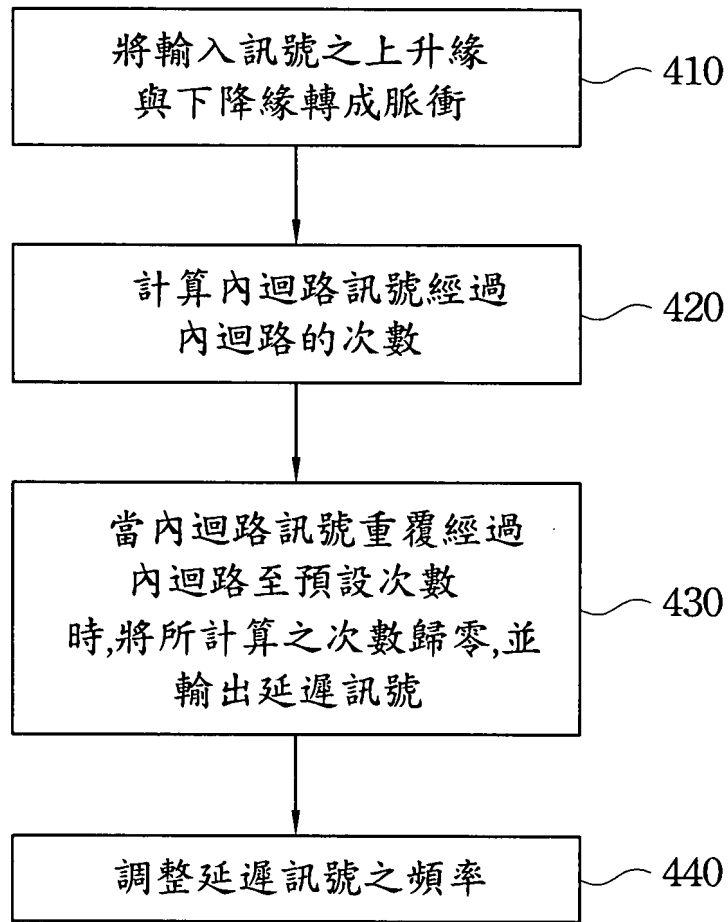 將輸入訊號之上升緣
與下降緣轉成脈衝
410
計算內迴路訊號經過
內迴路的次數
420
當內迴路訊號重覆經過
內迴路至預設次數
時,將所計算之次數歸零,並
輸出延遲訊號
430
調整延遲訊號之頻率
440